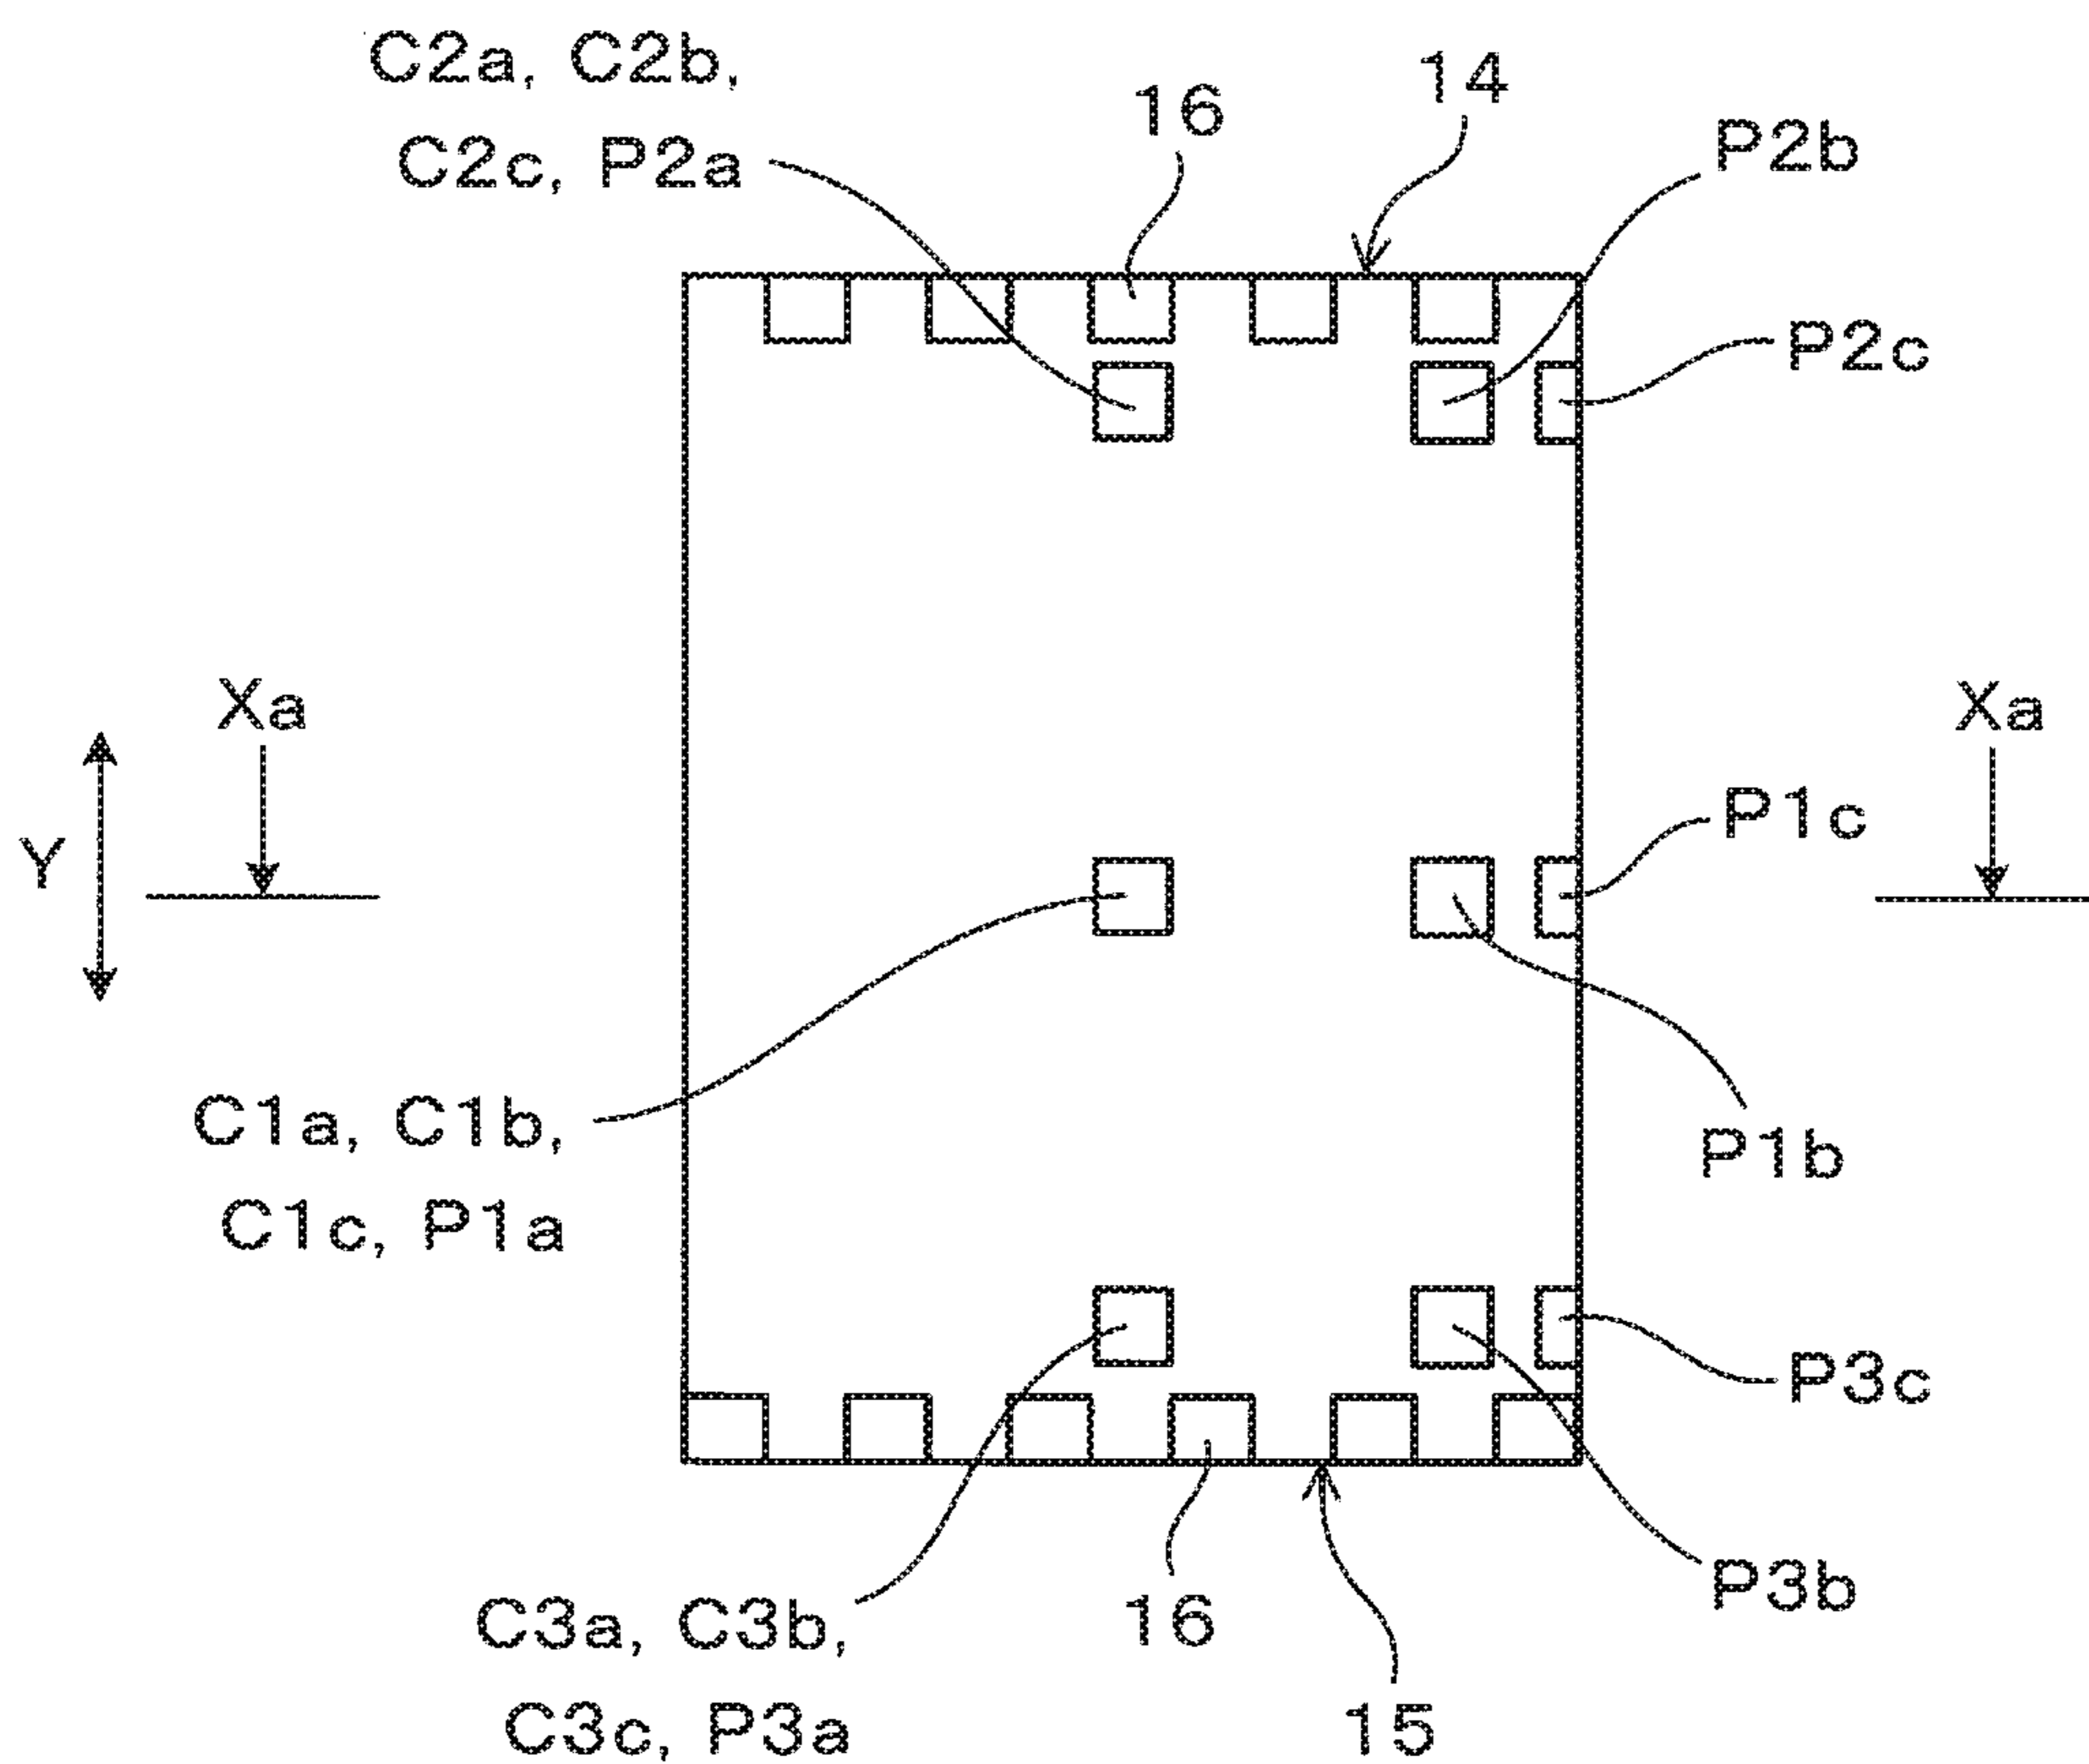 C2a, C2b,
C2c, P2a
16
14
P2b
P2c
Xa
Xa
Y
P1c
C1a, C1b,
C1c, P1a
P1b
P3c
P3b
C3a, C3b,
C3c, P3a
16
15